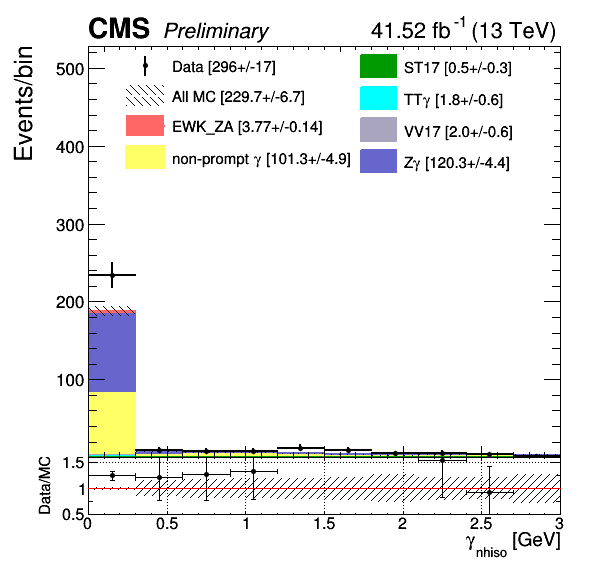 CMS Preliminary 41.52 fb⁻¹ (13 TeV)
Events/bin
500
400
300
200
100
Data [296+/-17]
All MC [229.7+/-6.7]
EWK_ZA [3.77+/-0.14]
non-prompt γ [101.3+/-4.9]
ST17 [0.5+/-0.3]
TTγ [1.8+/-0.6]
VV17 [2.0+/-0.6]
Zγ [120.3+/-4.4]
Data/MC
1.5
1
0.5
0 0.5 1 1.5 2 2.5 3
γ_nhiso [GeV]